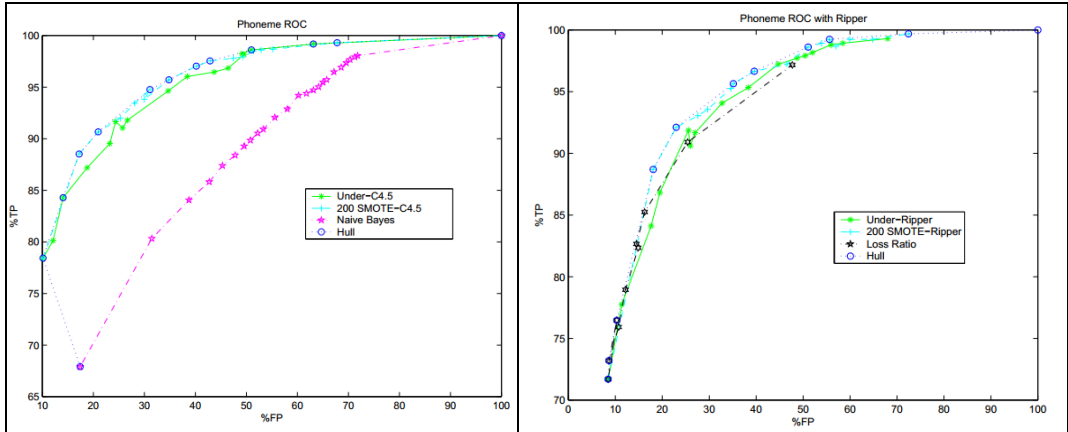 Phoneme ROC
100
95
90
85
80
75
70
65
%TP
10
20
30
40
50
60
70
80
90
100
%FP
Under-C4.5
200 SMOTE-C4.5
Naive Bayes
Hull
Phoneme ROC with Ripper
100
95
90
85
80
75
70
65
%TP
0
10
20
30
40
50
60
70
80
90
100
%FP
Under-Ripper
200 SMOTE-Ripper
Loss Ratio
Hull